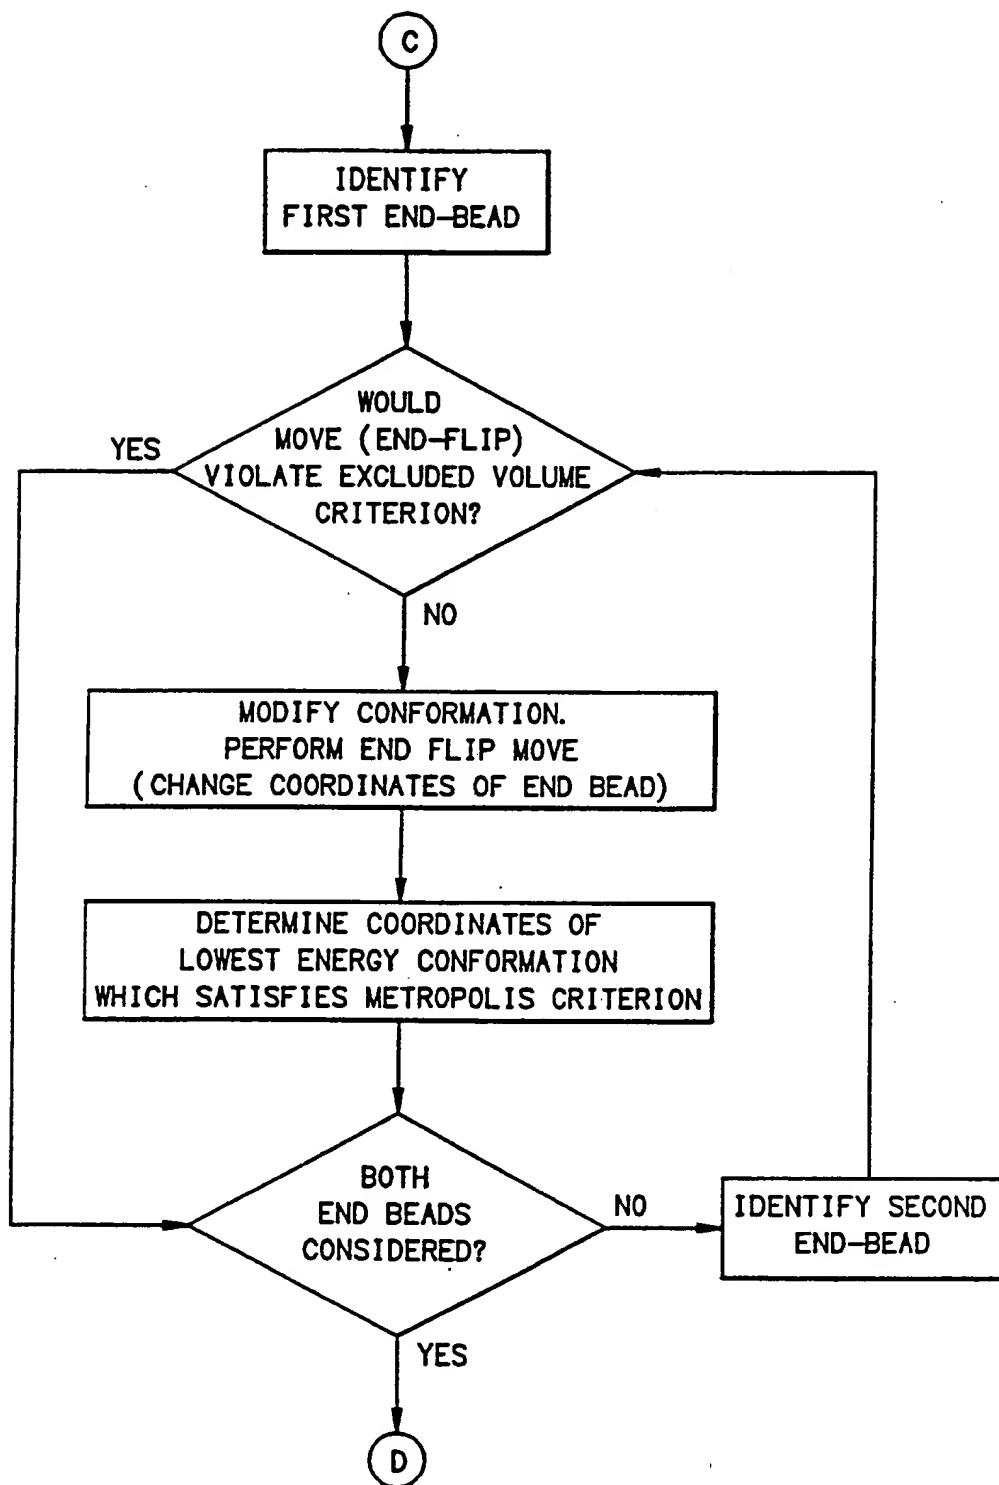 C
IDENTIFY
FIRST END-BEAD
WOULD
MOVE (END-FLIP)
VIOLATE EXCLUDED VOLUME
CRITERION?
YES
NO
MODIFY CONFORMATION.
PERFORM END FLIP MOVE
(CHANGE COORDINATES OF END BEAD)
DETERMINE COORDINATES OF
LOWEST ENERGY CONFORMATION
WHICH SATISFIES METROPOLIS CRITERION
BOTH
END BEADS
CONSIDERED?
NO
IDENTIFY SECOND
END-BEAD
YES
D